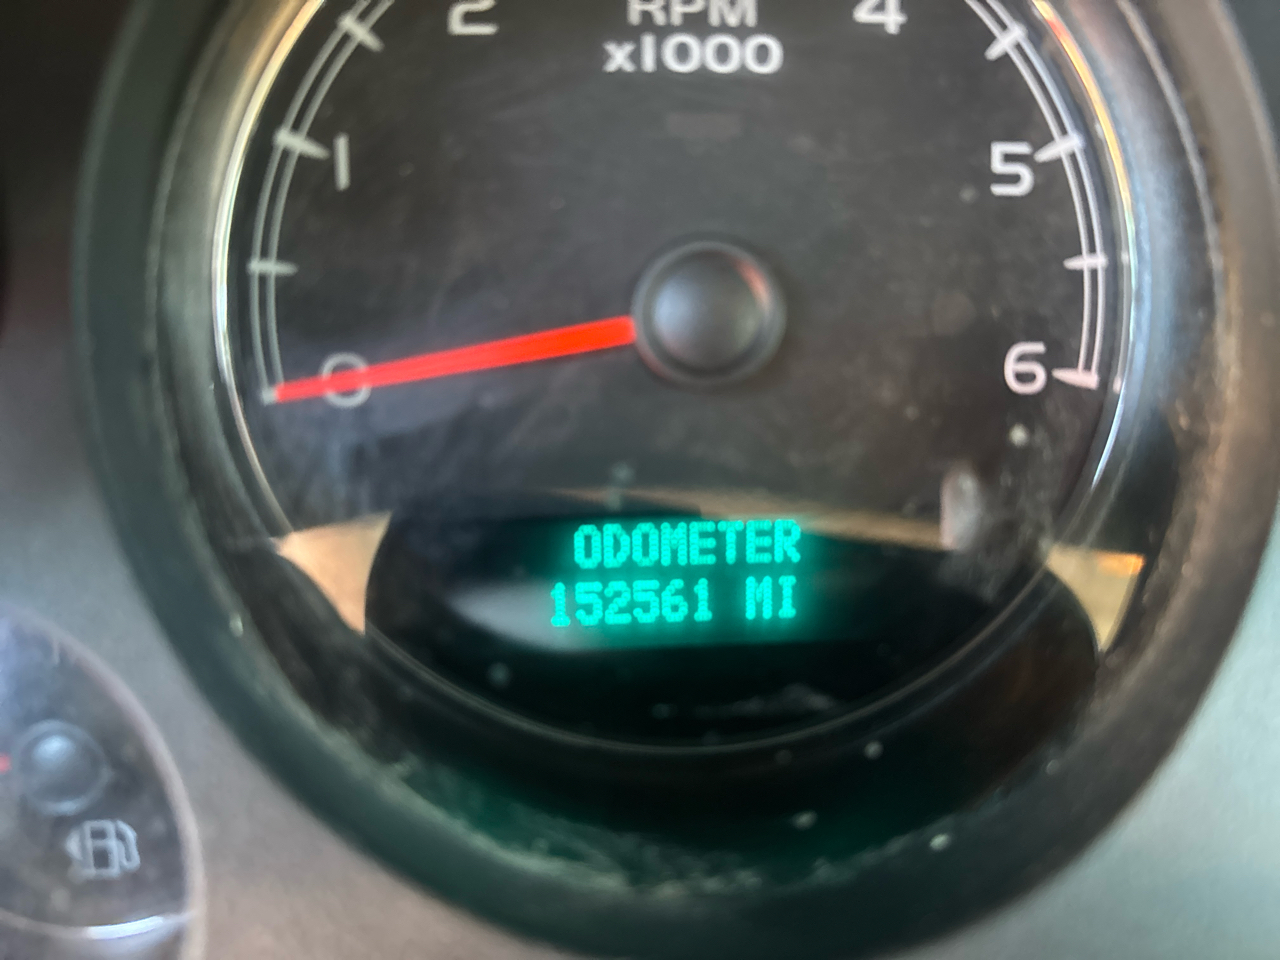 2 RPM 4
x1000
1 5
0 6
ODOMETER
152561 MI